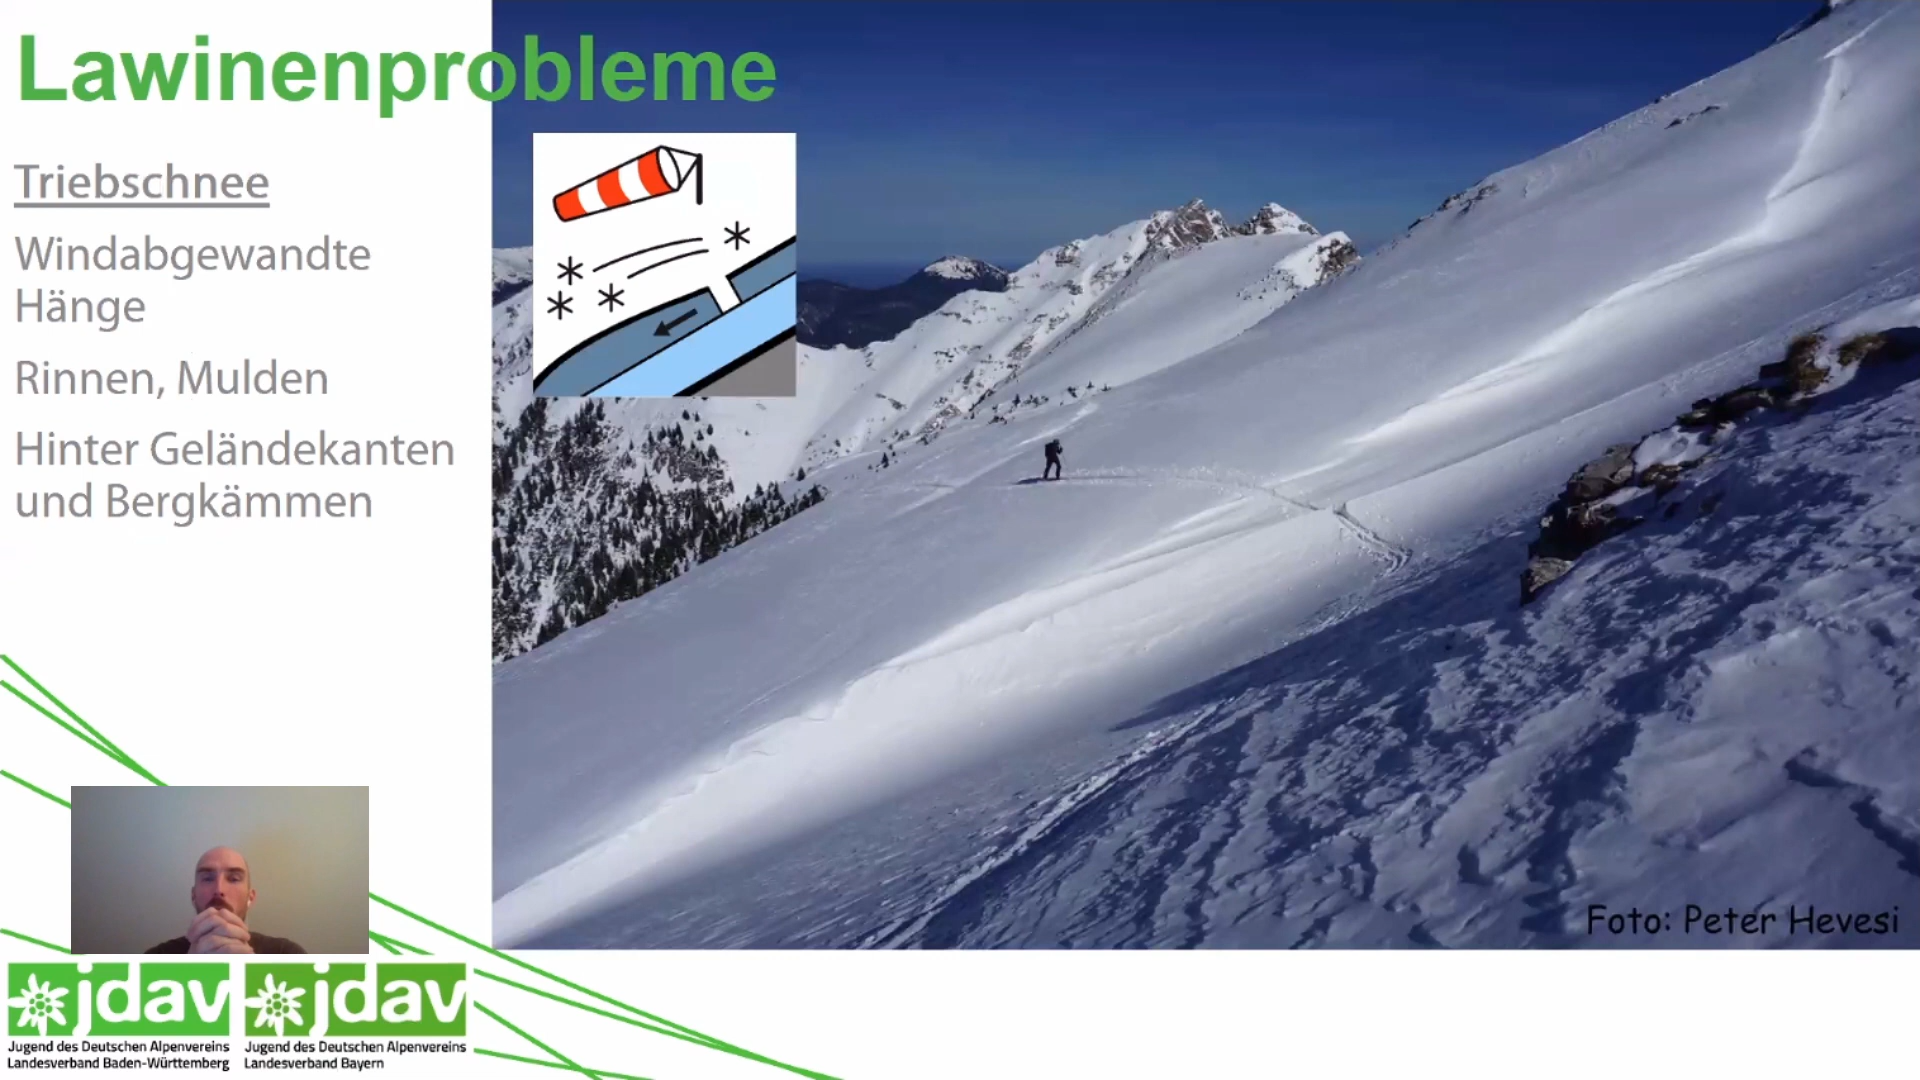 Lawinenprobleme
Triebschnee
Windabgewandte
Hänge
Rinnen, Mulden
Hinter Geländekanten
und Bergkämmen
Foto: Peter Hevesi
jdav
Jugend des Deutschen Alpenvereins
Landesverband Baden-Württemberg
jdav
Jugend des Deutschen Alpenvereins
Landesverband Bayern